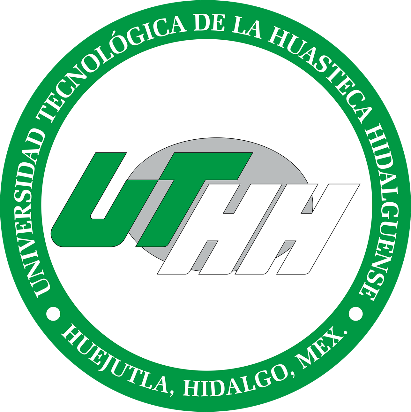 UNIVERSIDAD TECNOLÓGICA DE LA HUASTECA HIDALGUENSE
UTHH
HUEJUTLA, HIDALGO, MEX.